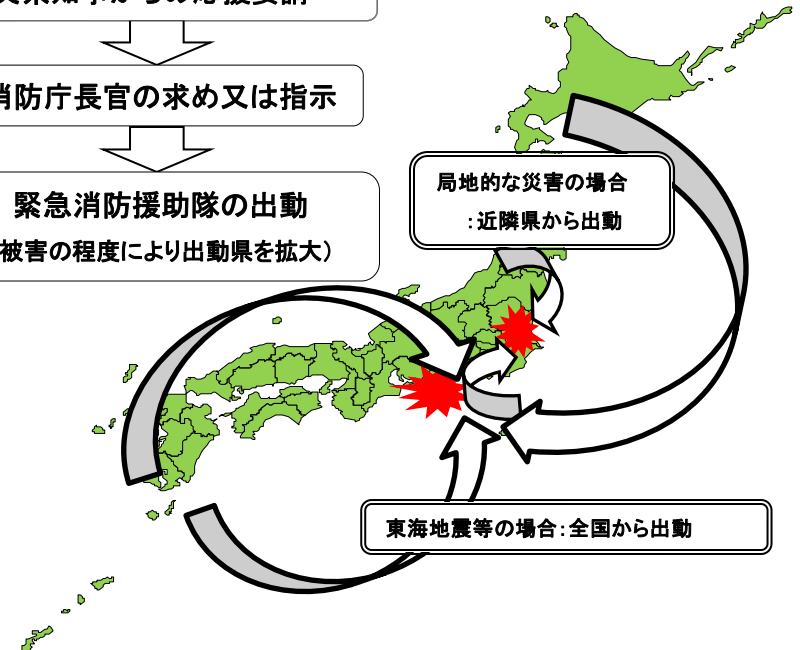 防庁長官の求め又は指示
緊急消防援助隊の出動
被害の程度により出動県を拡大）
局地的な災害の場合
：近隣県から出動
東海地震等の場合：全国から出動